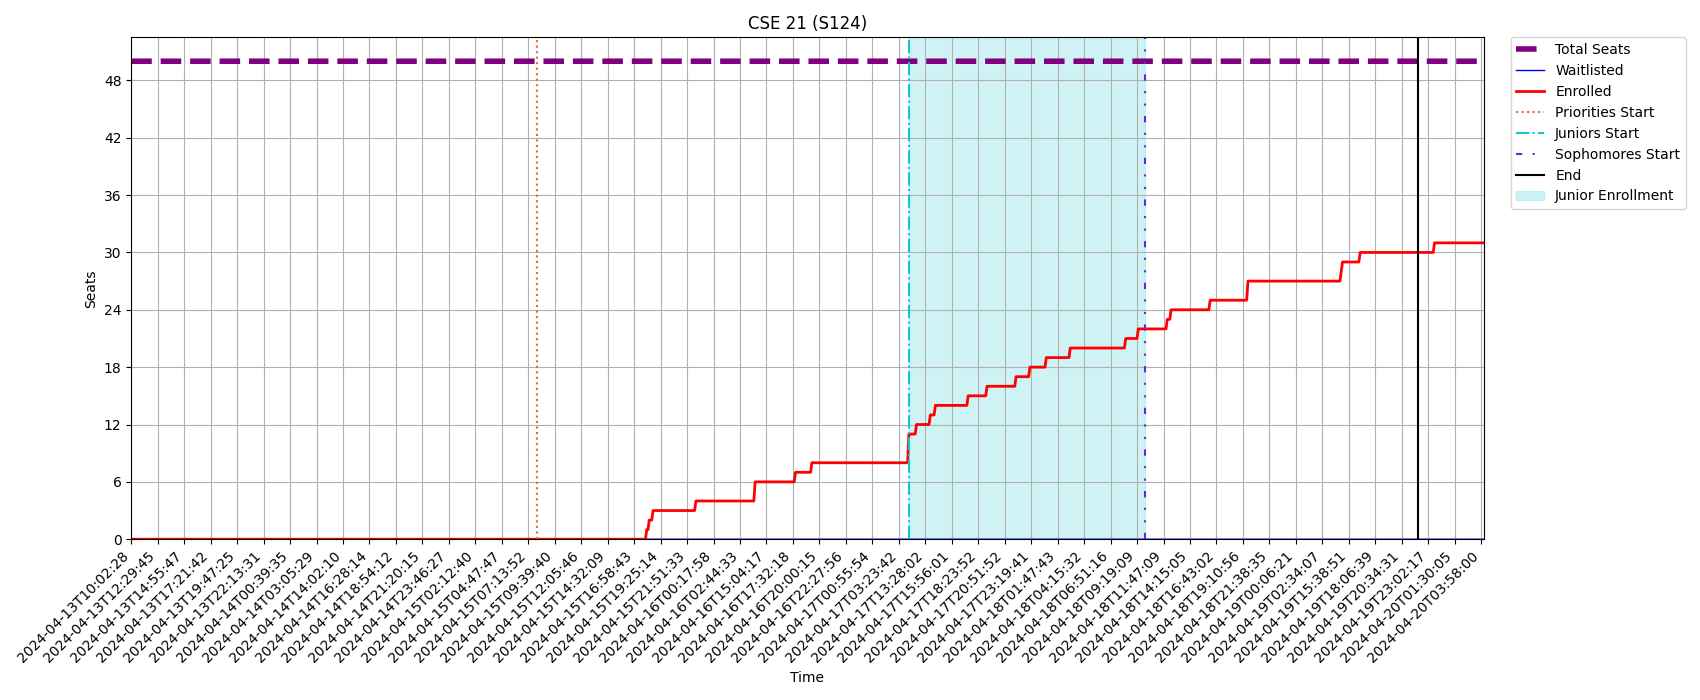 CSE 21 (S124)
Total Seats
Waitlisted
Enrolled
Priorities Start
Juniors Start
Sophomores Start
End
Junior Enrollment
Seats
48
42
36
30
24
18
12
6
0
2024-04-13T10:02:28
2024-04-13T12:29:45
2024-04-13T14:55:47
2024-04-13T17:21:42
2024-04-13T19:47:25
2024-04-13T22:13:31
2024-04-14T00:39:35
2024-04-14T03:05:29
2024-04-14T14:02:10
2024-04-14T16:28:14
2024-04-14T18:54:12
2024-04-14T21:20:15
2024-04-14T23:46:27
2024-04-15T02:12:40
2024-04-15T04:47:47
2024-04-15T07:13:52
2024-04-15T09:39:40
2024-04-15T12:05:46
2024-04-15T14:32:09
2024-04-15T16:58:43
2024-04-15T19:25:14
2024-04-15T21:51:33
2024-04-16T00:17:58
2024-04-16T02:44:33
2024-04-16T15:04:17
2024-04-16T17:32:18
2024-04-16T20:00:15
2024-04-16T22:27:56
2024-04-17T00:55:54
2024-04-17T03:23:42
2024-04-17T13:28:02
2024-04-17T15:56:01
2024-04-17T18:23:52
2024-04-17T20:51:52
2024-04-17T23:19:41
2024-04-18T01:47:43
2024-04-18T04:15:32
2024-04-18T06:51:16
2024-04-18T09:19:09
2024-04-18T11:47:09
2024-04-18T14:15:05
2024-04-18T16:43:02
2024-04-18T19:10:56
2024-04-18T21:38:35
2024-04-19T00:06:21
2024-04-19T02:34:07
2024-04-19T15:38:51
2024-04-19T18:06:39
2024-04-19T20:34:31
2024-04-19T23:02:17
2024-04-20T01:30:05
2024-04-20T03:58:00
Time